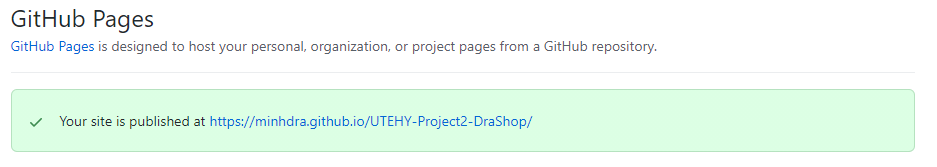 GitHub Pages
GitHub Pages is designed to host your personal, organization, or project pages from a GitHub repository.
Your site is published at https://minhdra.github.io/UTEHY-Project2-DraShop/